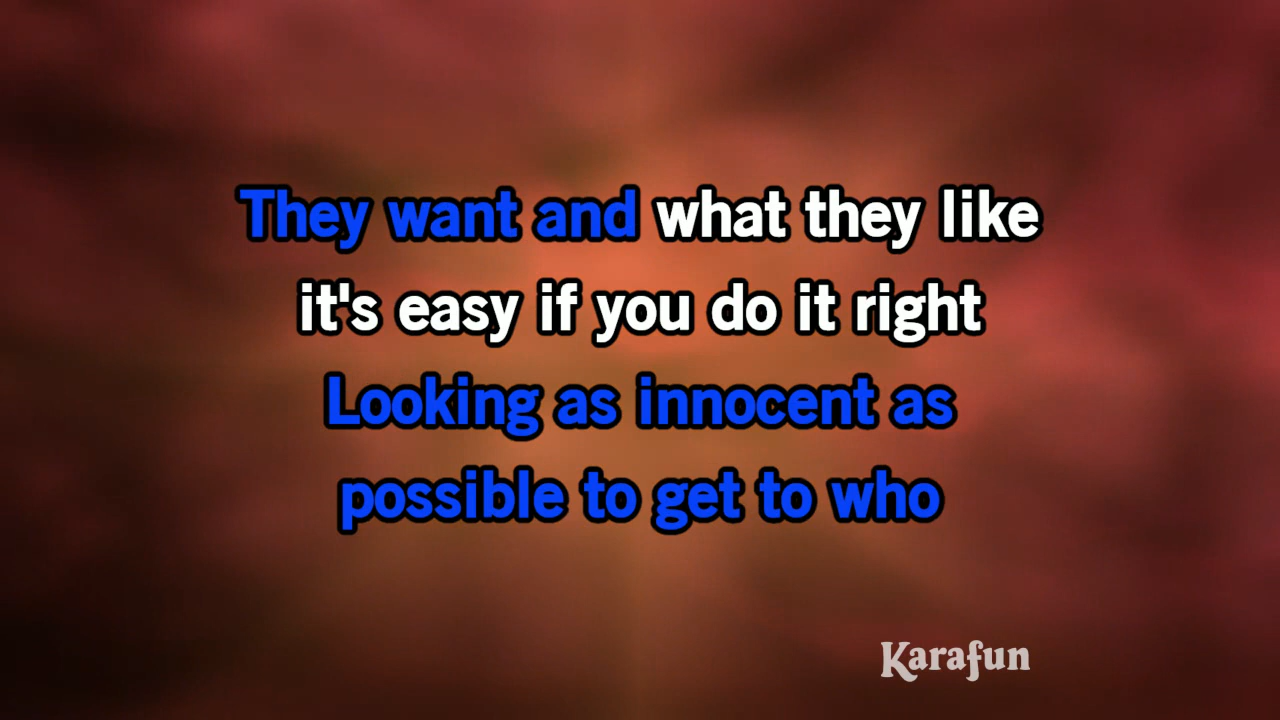 They want and what they like
it's easy if you do it right
Looking as innocent as
possible to get to who
Karafun